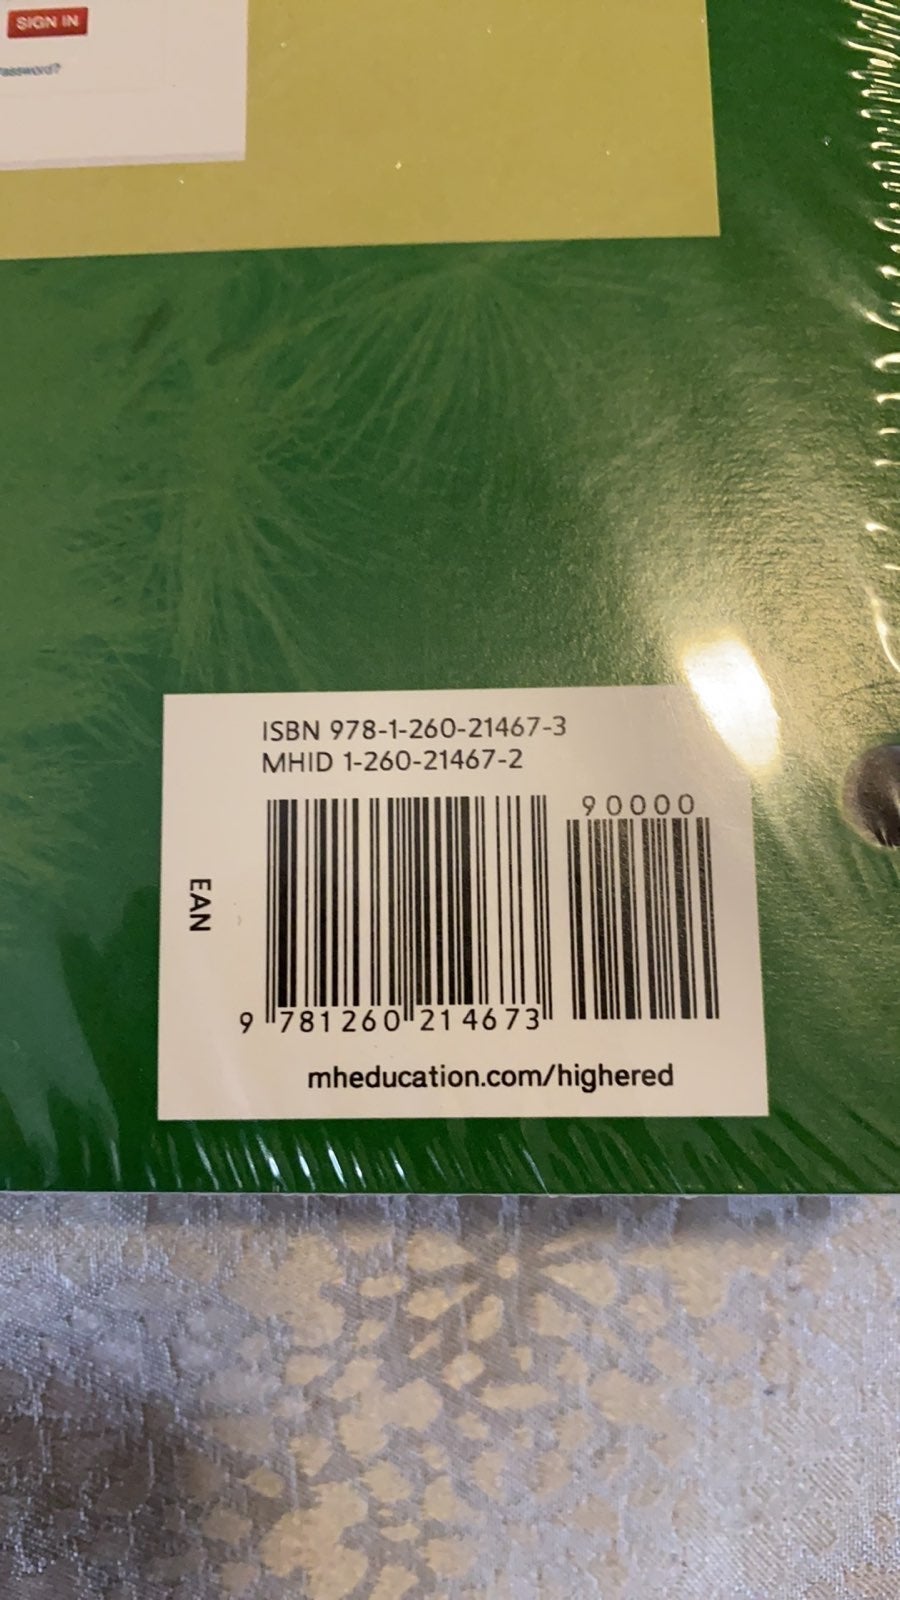 SIGN IN
ISBN 978-1-260-21467-3
MHID 1-260-21467-2
90000
EAN
9 781260 214673
mheducation.com/highered